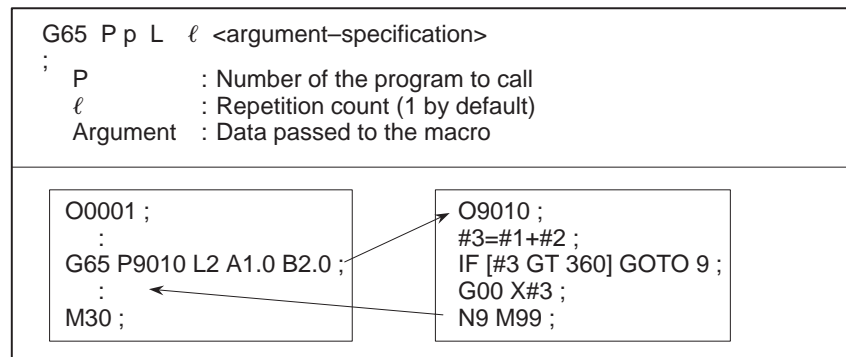 G65 P p L ℓ <argument–specification>
;
P : Number of the program to call
ℓ : Repetition count (1 by default)
Argument : Data passed to the macro
O0001 ;
:
G65 P9010 L2 A1.0 B2.0 ;
:
M30 ;
O9010 ;
#3=#1+#2 ;
IF [#3 GT 360] GOTO 9 ;
G00 X#3 ;
N9 M99 ;